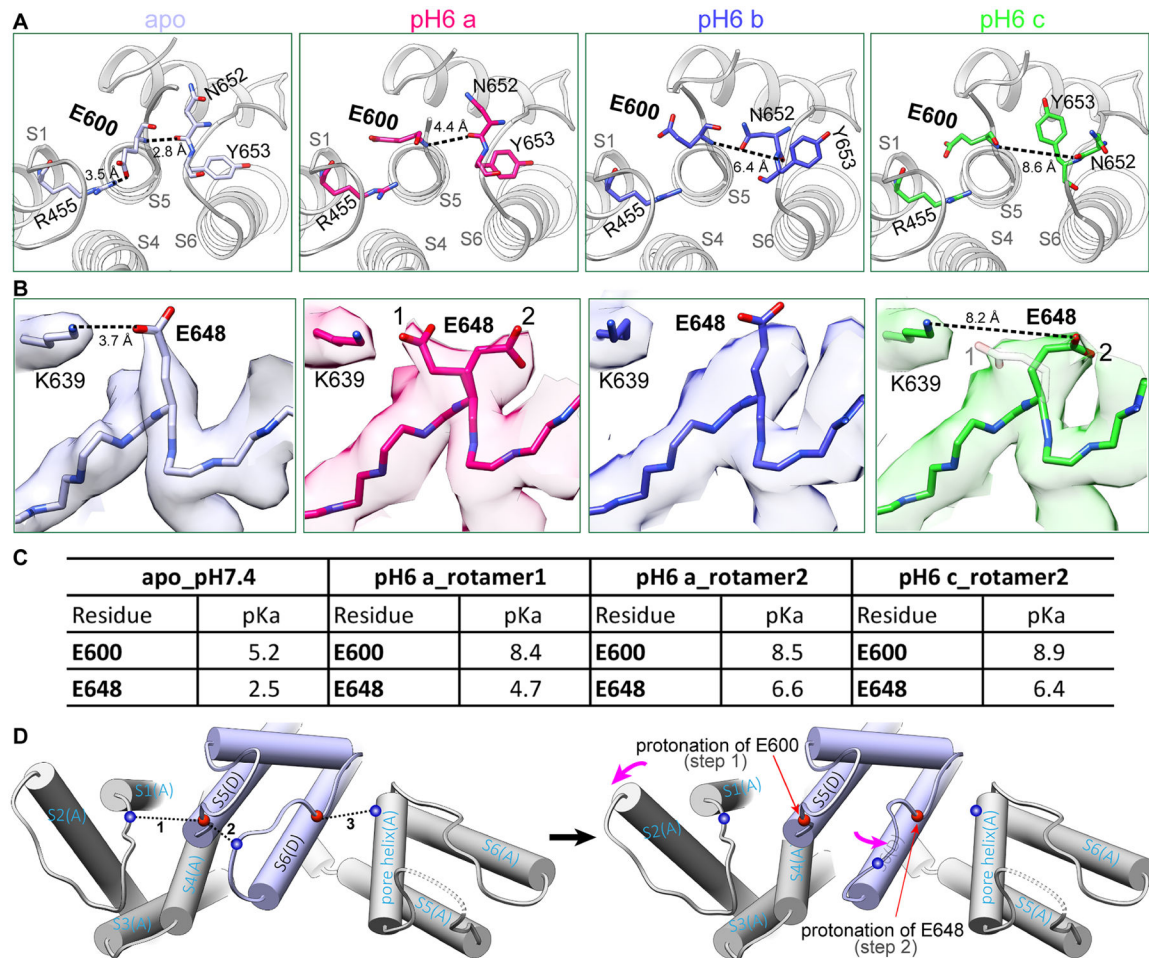 A
apo
pH6 a
pH6 b
pH6 c
N652
E600
S1
2.8 Å
Y653
3.5 Å
R455
S5
S4
S6
N652
E600
4.4 Å
S1
Y653
R455
S5
S4
S6
E600
N652
Y653
S1
6.4 Å
R455
S5
S4
S6
Y653
E600
S1
N652
8.6 Å
R455
S5
S4
S6
B
E648
3.7 Å
K639
1
E648
2
K639
E648
K639
8.2 Å
E648
1
2
K639
C
apo_pH7.4 pH6 a_rotamer1 pH6 a_rotamer2 pH6 c_rotamer2
Residue pKa Residue pKa Residue pKa Residue pKa
E600 5.2 E600 8.4 E600 8.5 E600 8.9
E648 2.5 E648 4.7 E648 6.6 E648 6.4
D
S1(A)
S2(A)
S5(D)
1
2
3
S6(D)
S4(A)
S3(A)
pore helix(A)
S6(A)
S5(A)
protonation of E600
(step 1)
S1(A)
S2(A)
S5(D)
S4(A)
S3(A)
pore helix(A)
S6(A)
S5(A)
protonation of E648
(step 2)